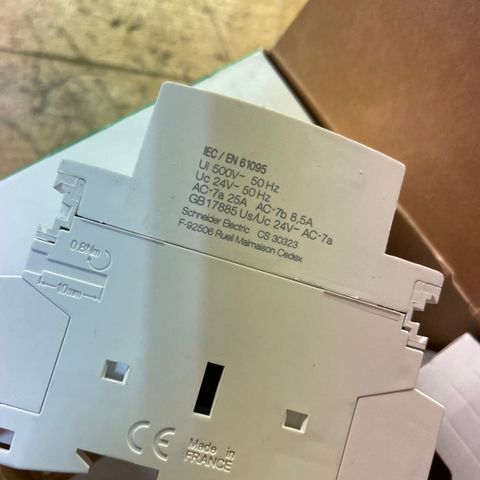 IEC / EN 61095
Ui 500V~ 50 Hz
Uc 24V~ 50 Hz
AC-7a 25A AC-7b 8,5A
GB17885 Us/Uc 24V~ AC-7a
Schneider Electric CS 30323
F-92506 Rueil Malmaison Cedex
0,8Nm
10mm
CE
Made in
FRANCE